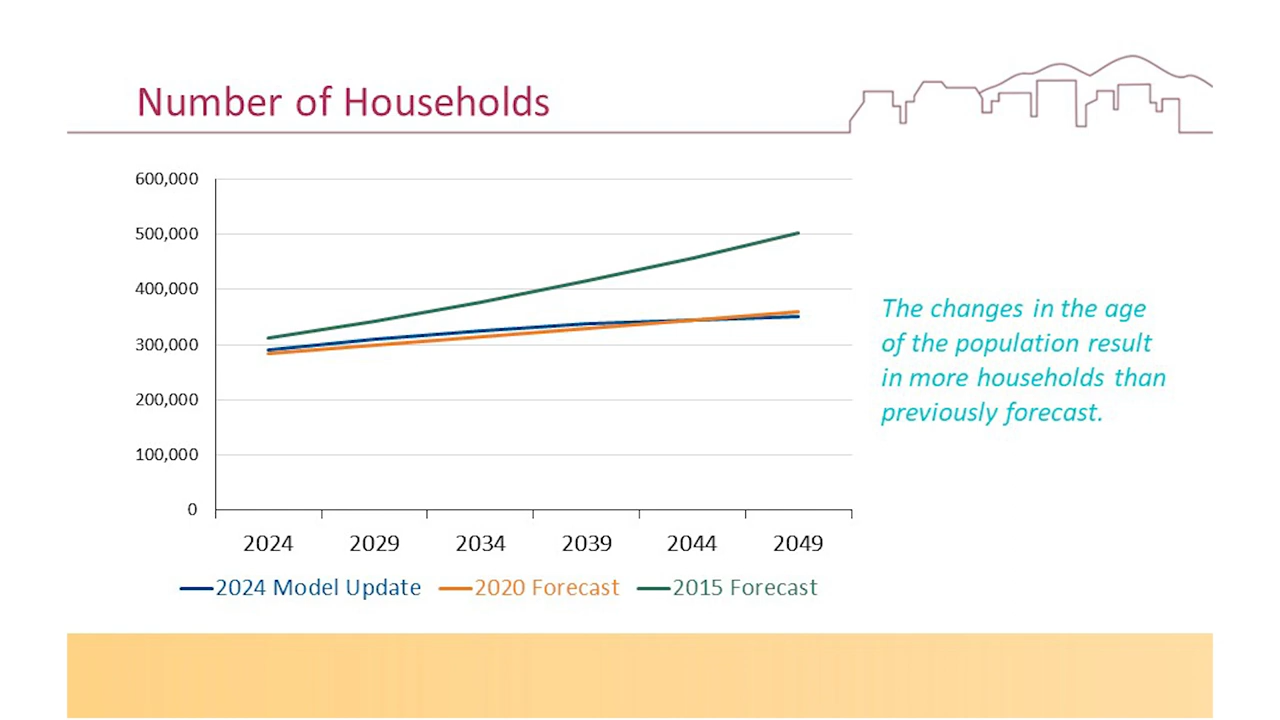 Number of Households
600,000
500,000
400,000
300,000
200,000
100,000
0
2024 2029 2034 2039 2044 2049
2024 Model Update 2020 Forecast 2015 Forecast
The changes in the age
of the population result
in more households than
previously forecast.